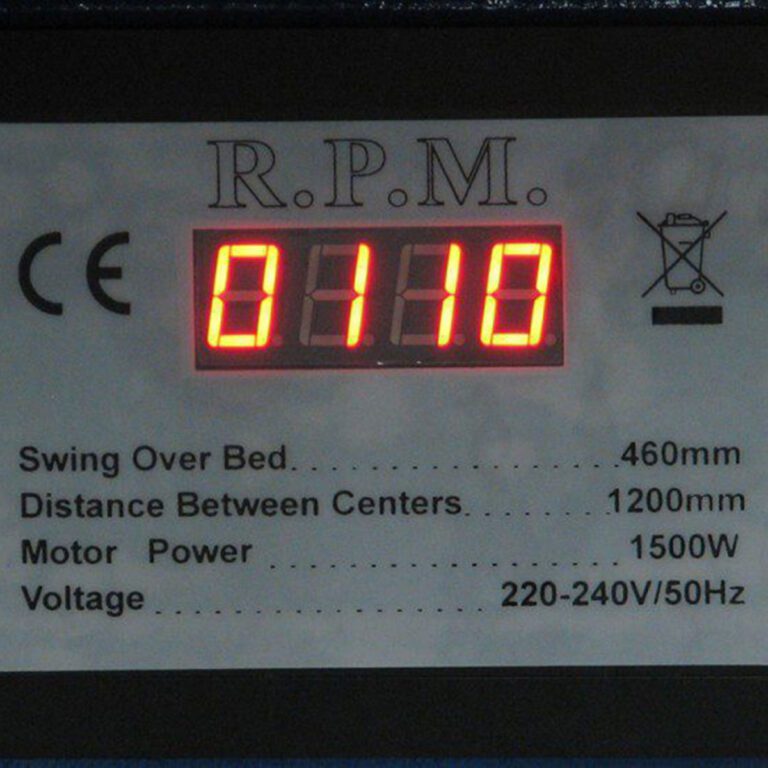 R.P.M.
CE
0110
Swing Over Bed..................460mm
Distance Between Centers...........1200mm
Motor Power ........................1500W
Voltage .....................220-240V/50Hz